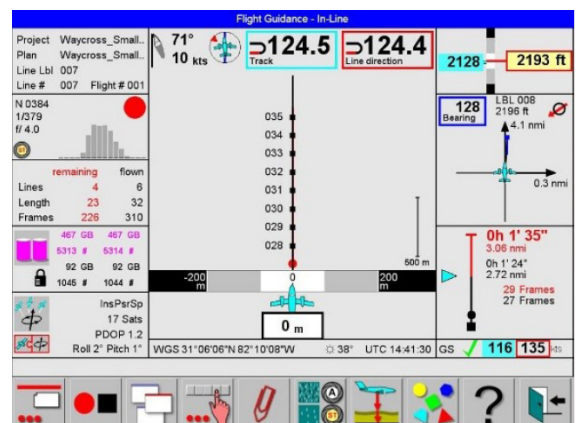 Flight Guidance - In-Line
Project Waycross_Small..
Plan Waycross_Small..
Line Lbl 007
Line # 007 Flight # 001
71°
10 kts
124.5
Track
124.4
Line direction
2128
2193 ft
N 0384
1/379
f/ 4.0
ST
128
Bearing
LBL 008
2196 ft
4.1 nmi
0.3 nmi
035
034
033
032
031
030
029
028
500 m
remaining flown
Lines 4 6
Length 23 32
Frames 226 310
467 GB 467 GB
5313 # 5314 #
92 GB 92 GB
1045 # 1044 #
-200 m
0
200 m
0 m
0h 1' 35"
3.06 nmi
0h 1' 24"
2.72 nmi
29 Frames
27 Frames
InsPsrSp
17 Sats
PDOP 1.2
Roll 2° Pitch 1°
WGS 31°06'06"N 82°10'08"W 38° UTC 14:41:30
GS 116 135 kts
A
ST
?